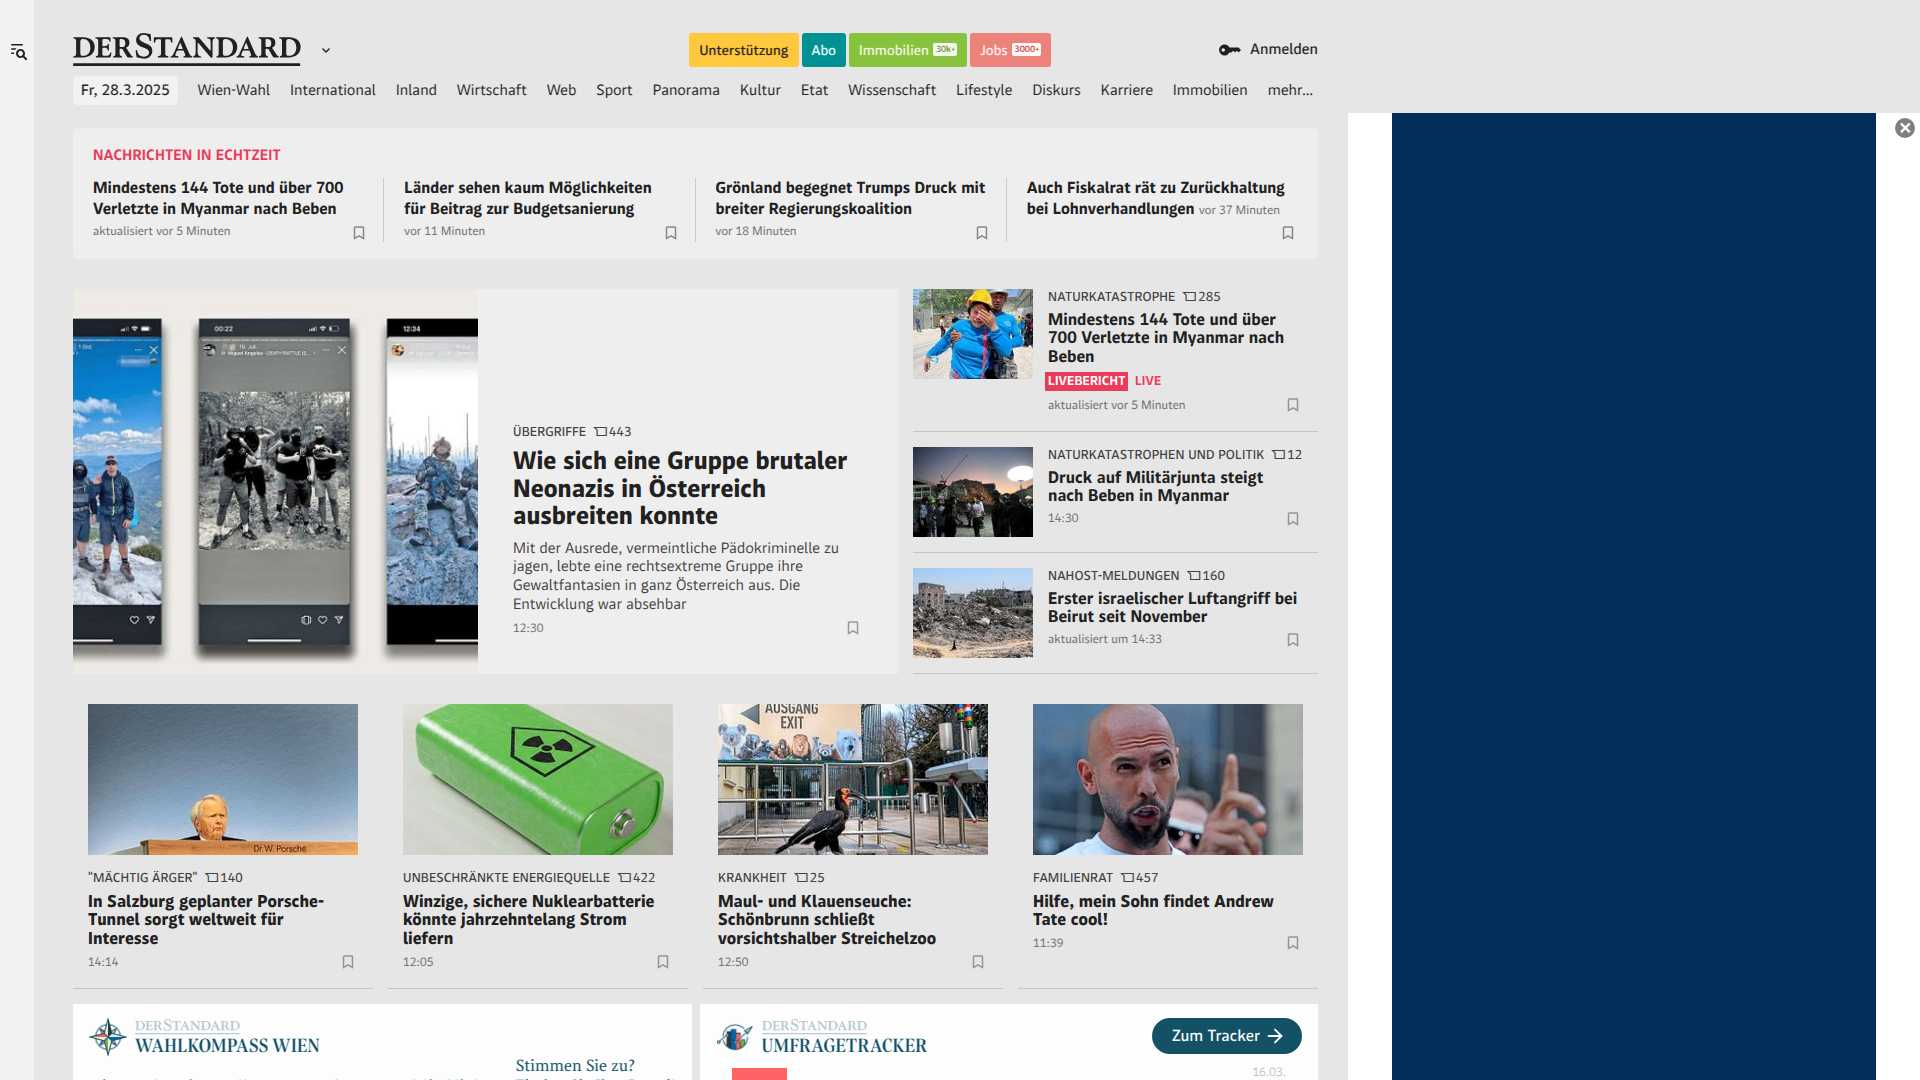 DERSTANDARD
Unterstützung
Abo
Immobilien 30k+
Jobs 3000+
Anmelden
Fr, 28.3.2025
Wien-Wahl
International
Inland
Wirtschaft
Web
Sport
Panorama
Kultur
Etat
Wissenschaft
Lifestyle
Diskurs
Karriere
Immobilien
mehr...
NACHRICHTEN IN ECHTZEIT
Mindestens 144 Tote und über 700
Verletzte in Myanmar nach Beben
aktualisiert vor 5 Minuten
Länder sehen kaum Möglichkeiten
für Beitrag zur Budgetsanierung
vor 11 Minuten
Grönland begegnet Trumps Druck mit
breiter Regierungskoalition
vor 18 Minuten
Auch Fiskalrat rät zu Zurückhaltung
bei Lohnverhandlungen vor 37 Minuten
00:22
12:34
ÜBERGRIFFE 443
Wie sich eine Gruppe brutaler
Neonazis in Österreich
ausbreiten konnte
Mit der Ausrede, vermeintliche Pädokriminelle zu
jagen, lebte eine rechtsextreme Gruppe ihre
Gewaltfantasien in ganz Österreich aus. Die
Entwicklung war absehbar
12:30
NATURKATASTROPHE 285
Mindestens 144 Tote und über
700 Verletzte in Myanmar nach
Beben
LIVEBERICHT LIVE
aktualisiert vor 5 Minuten
NATURKATASTROPHEN UND POLITIK 12
Druck auf Militärjunta steigt
nach Beben in Myanmar
14:30
NAHOST-MELDUNGEN 160
Erster israelischer Luftangriff bei
Beirut seit November
aktualisiert um 14:33
Dr. W. Porsche
"MÄCHTIG ÄRGER" 140
In Salzburg geplanter Porsche-
Tunnel sorgt weltweit für
Interesse
14:14
UNBESCHRÄNKTE ENERGIEQUELLE 422
Winzige, sichere Nuklearbatterie
könnte jahrzehntelang Strom
liefern
12:05
AUSGANG
EXIT
KRANKHEIT 25
Maul- und Klauenseuche:
Schönbrunn schließt
vorsichtshalber Streichelzoo
12:50
FAMILIENRAT 457
Hilfe, mein Sohn findet Andrew
Tate cool!
11:39
DERSTANDARD
WAHLKOMPASS WIEN
Stimmen Sie zu?
DERSTANDARD
UMFRAGETRACKER
Zum Tracker
16.03.